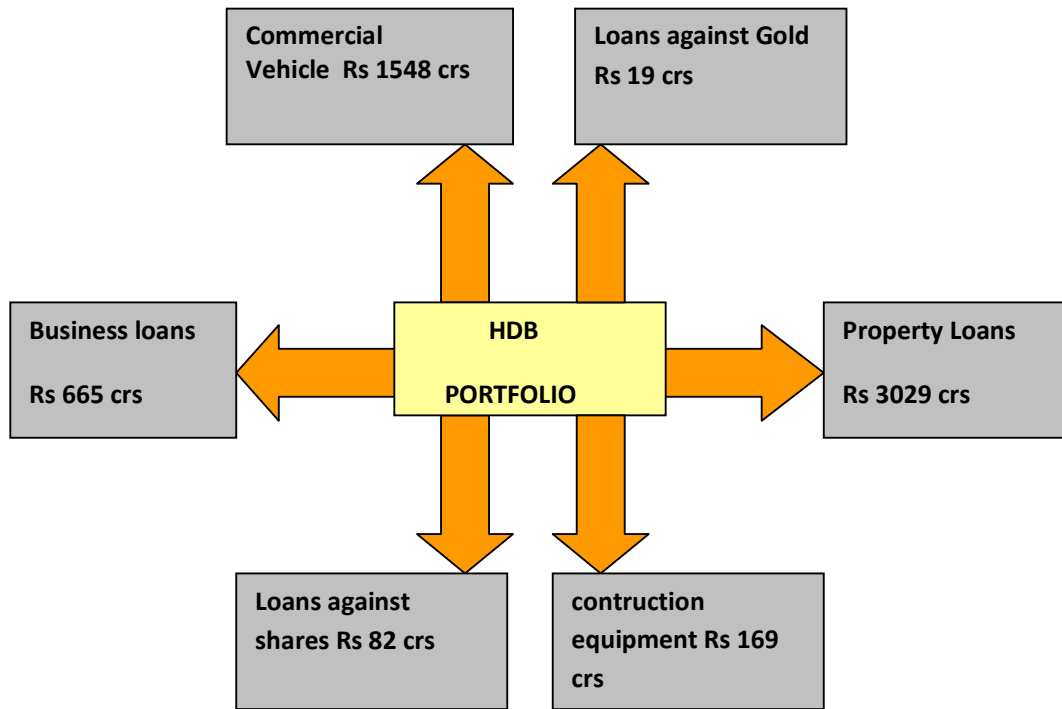 Commercial
Vehicle Rs 1548 crs
Loans against Gold
Rs 19 crs
Business loans
Rs 665 crs
HDB
PORTFOLIO
Property Loans
Rs 3029 crs
Loans against
shares Rs 82 crs
contruction
equipment Rs 169
crs